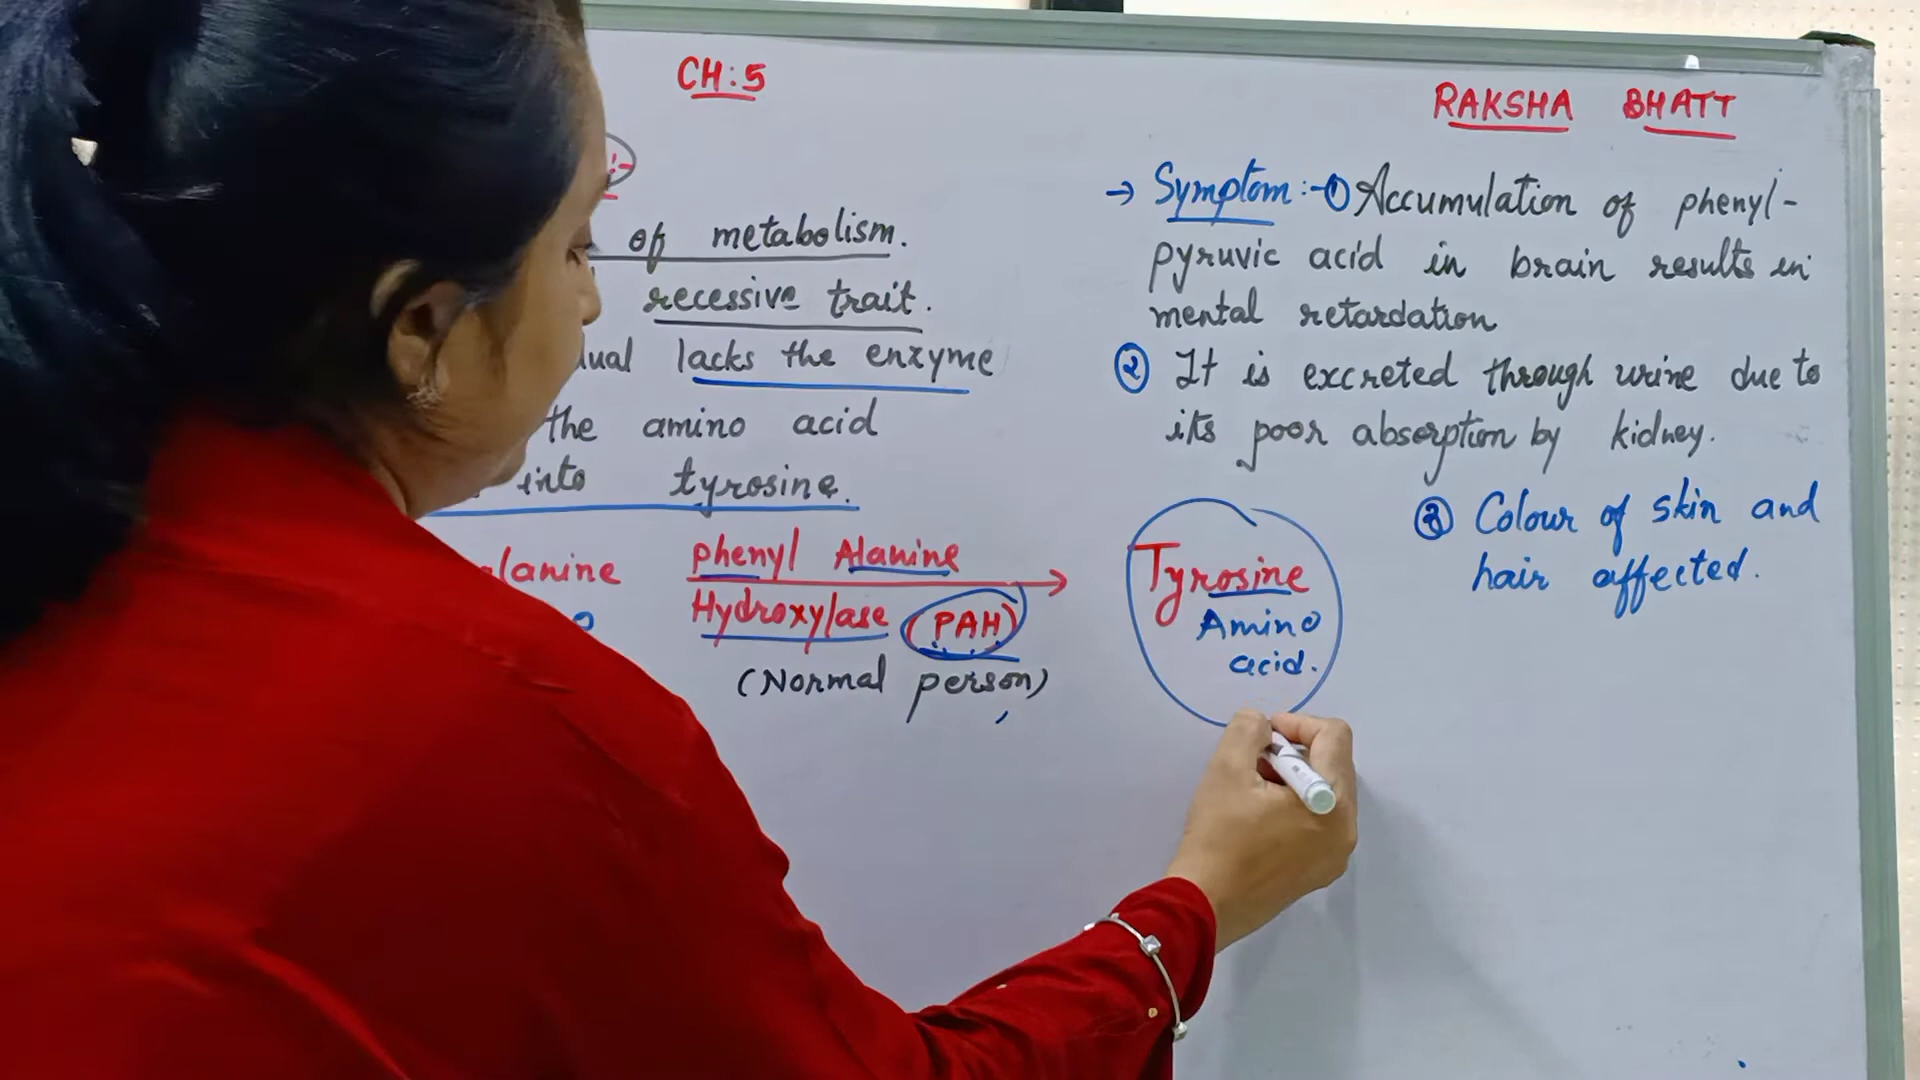 CH:5
RAKSHA BHATT
of metabolism.
recessive trait.
lacks the enzyme
the amino acid
into tyrosine.
phenyl Alanine
Hydroxylase (PAH)
(Normal person)
Tyrosine
Amino
acid.
→ Symptom :- ① Accumulation of phenyl-
pyruvic acid in brain results in
mental retardation
② It is excreted through urine due to
its poor absorption by kidney.
③ Colour of skin and
hair affected.